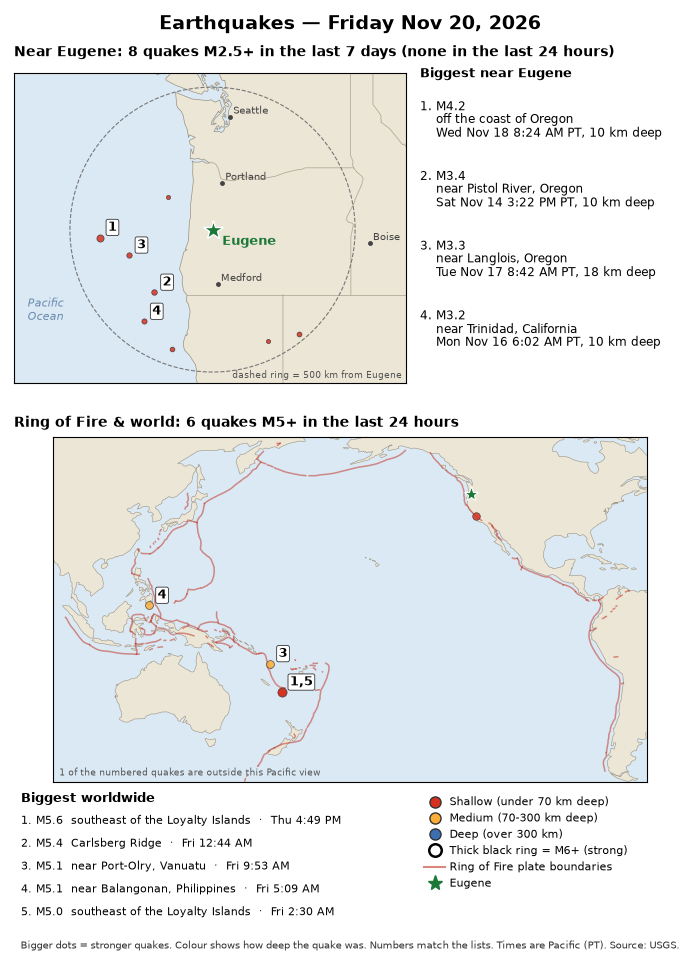 Earthquakes — Friday Nov 20, 2026
Near Eugene: 8 quakes M2.5+ in the last 7 days (none in the last 24 hours)
Seattle
Portland
1
3
Eugene
Boise
2
Medford
4
Pacific
Ocean
dashed ring = 500 km from Eugene
Biggest near Eugene
1. M4.2
off the coast of Oregon
Wed Nov 18 8:24 AM PT, 10 km deep
2. M3.4
near Pistol River, Oregon
Sat Nov 14 3:22 PM PT, 10 km deep
3. M3.3
near Langlois, Oregon
Tue Nov 17 8:42 AM PT, 18 km deep
4. M3.2
near Trinidad, California
Mon Nov 16 6:02 AM PT, 10 km deep
Ring of Fire & world: 6 quakes M5+ in the last 24 hours
4
3
1,5
1 of the numbered quakes are outside this Pacific view
Biggest worldwide
1. M5.6 southeast of the Loyalty Islands · Thu 4:49 PM
2. M5.4 Carlsberg Ridge · Fri 12:44 AM
3. M5.1 near Port-Olry, Vanuatu · Fri 9:53 AM
4. M5.1 near Balangonan, Philippines · Fri 5:09 AM
5. M5.0 southeast of the Loyalty Islands · Fri 2:30 AM
Shallow (under 70 km deep)
Medium (70-300 km deep)
Deep (over 300 km)
Thick black ring = M6+ (strong)
Ring of Fire plate boundaries
Eugene
Bigger dots = stronger quakes. Colour shows how deep the quake was. Numbers match the lists. Times are Pacific (PT). Source: USGS.